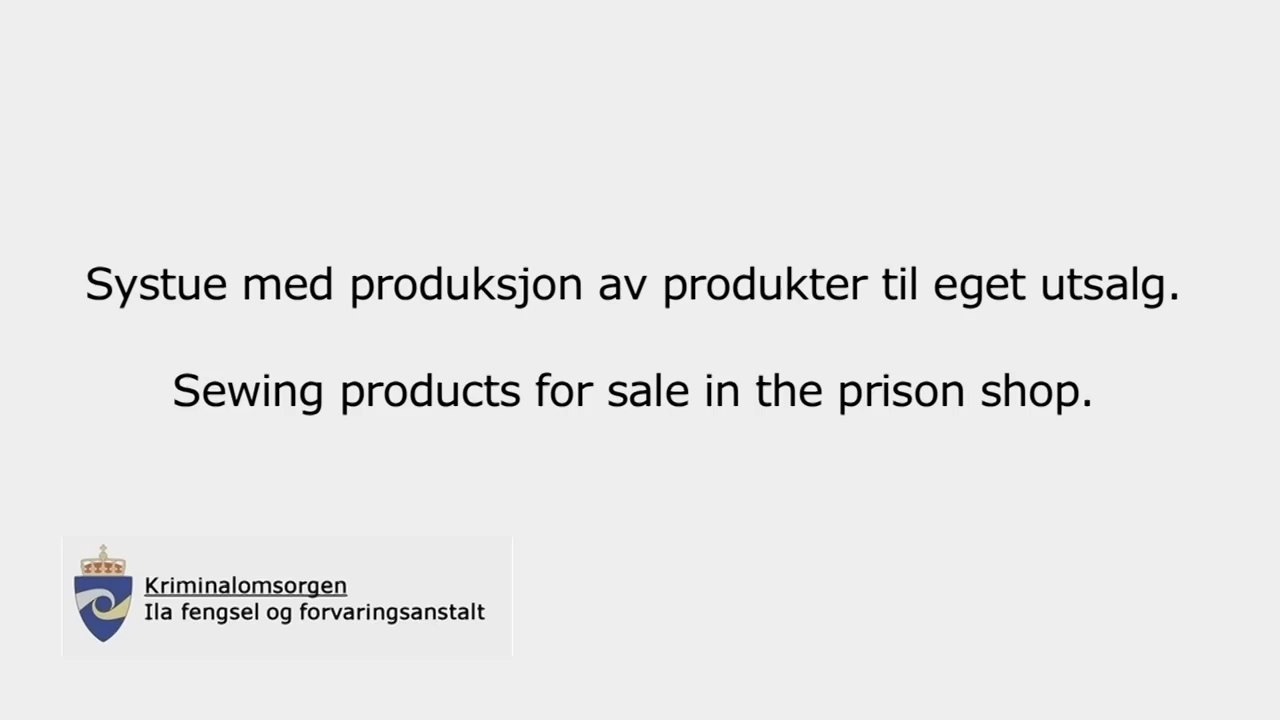 Systue med produksjon av produkter til eget utsalg.
Sewing products for sale in the prison shop.
Kriminalomsorgen
Ila fengsel og forvaringsanstalt